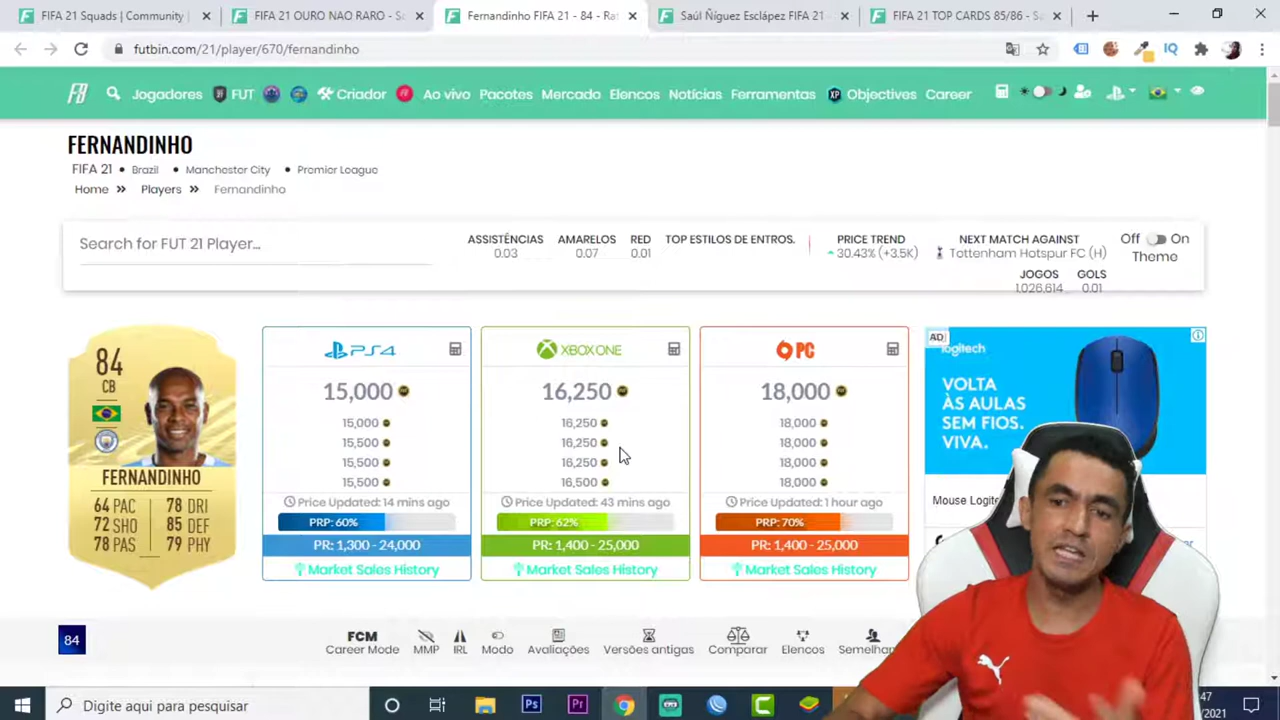 FIFA 21 Squads | Community |
FIFA 21 OURO NAO RARO - S
Fernandinho FIFA 21 - 84 - Rat
Saúl Ñíguez Esclápez FIFA 21 -
FIFA 21 TOP CARDS 85/86 - S
futbin.com/21/player/670/fernandinho
IQ
Jogadores
FUT
Criador
Ao vivo
Pacotes
Mercado
Elencos
Notícias
Ferramentas
XP
Objectives
Career
FERNANDINHO
FIFA 21 • Brazil • Manchester City • Premier League
Home » Players » Fernandinho
Search for FUT 21 Player...
ASSISTÊNCIAS
0.03
AMARELOS
0.07
RED
0.01
TOP ESTILOS DE ENTROS.
PRICE TREND
30.43% (+3.5K)
NEXT MATCH AGAINST
Tottenham Hotspur FC (H)
JOGOS
1,026,614
GOLS
0.01
Off On
Theme
84
CB
FERNANDINHO
64 PAC 78 DRI
72 SHO 85 DEF
78 PAS 79 PHY
PS4
15,000
15,000
15,500
15,500
15,500
Price Updated: 14 mins ago
PRP: 60%
PR: 1,300 - 24,000
Market Sales History
XBOX ONE
16,250
16,250
16,250
16,250
16,500
Price Updated: 43 mins ago
PRP: 62%
PR: 1,400 - 25,000
Market Sales History
PC
18,000
18,000
18,000
18,000
18,000
Price Updated: 1 hour ago
PRP: 70%
PR: 1,400 - 25,000
Market Sales History
AD
logitech
VOLTA
ÀS AULAS
SEM FIOS.
VIVA.
84
FCM
Career Mode
MMP
IRL
Modo
Avaliações
Versões antigas
Comparar
Elencos
Digite aqui para pesquisar
Ps
Pr